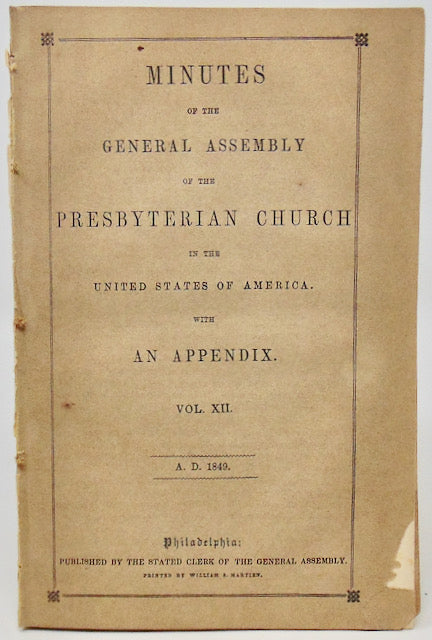 MINUTES
OF THE
GENERAL ASSEMBLY
OF THE
PRESBYTERIAN CHURCH
IN THE
UNITED STATES OF AMERICA.
WITH
AN APPENDIX.
VOL. XII.
A. D. 1849.
Philadelphia:
PUBLISHED BY THE STATED CLERK OF THE GENERAL ASSEMBLY.
PRINTED BY WILLIAM S. MARTIEN.